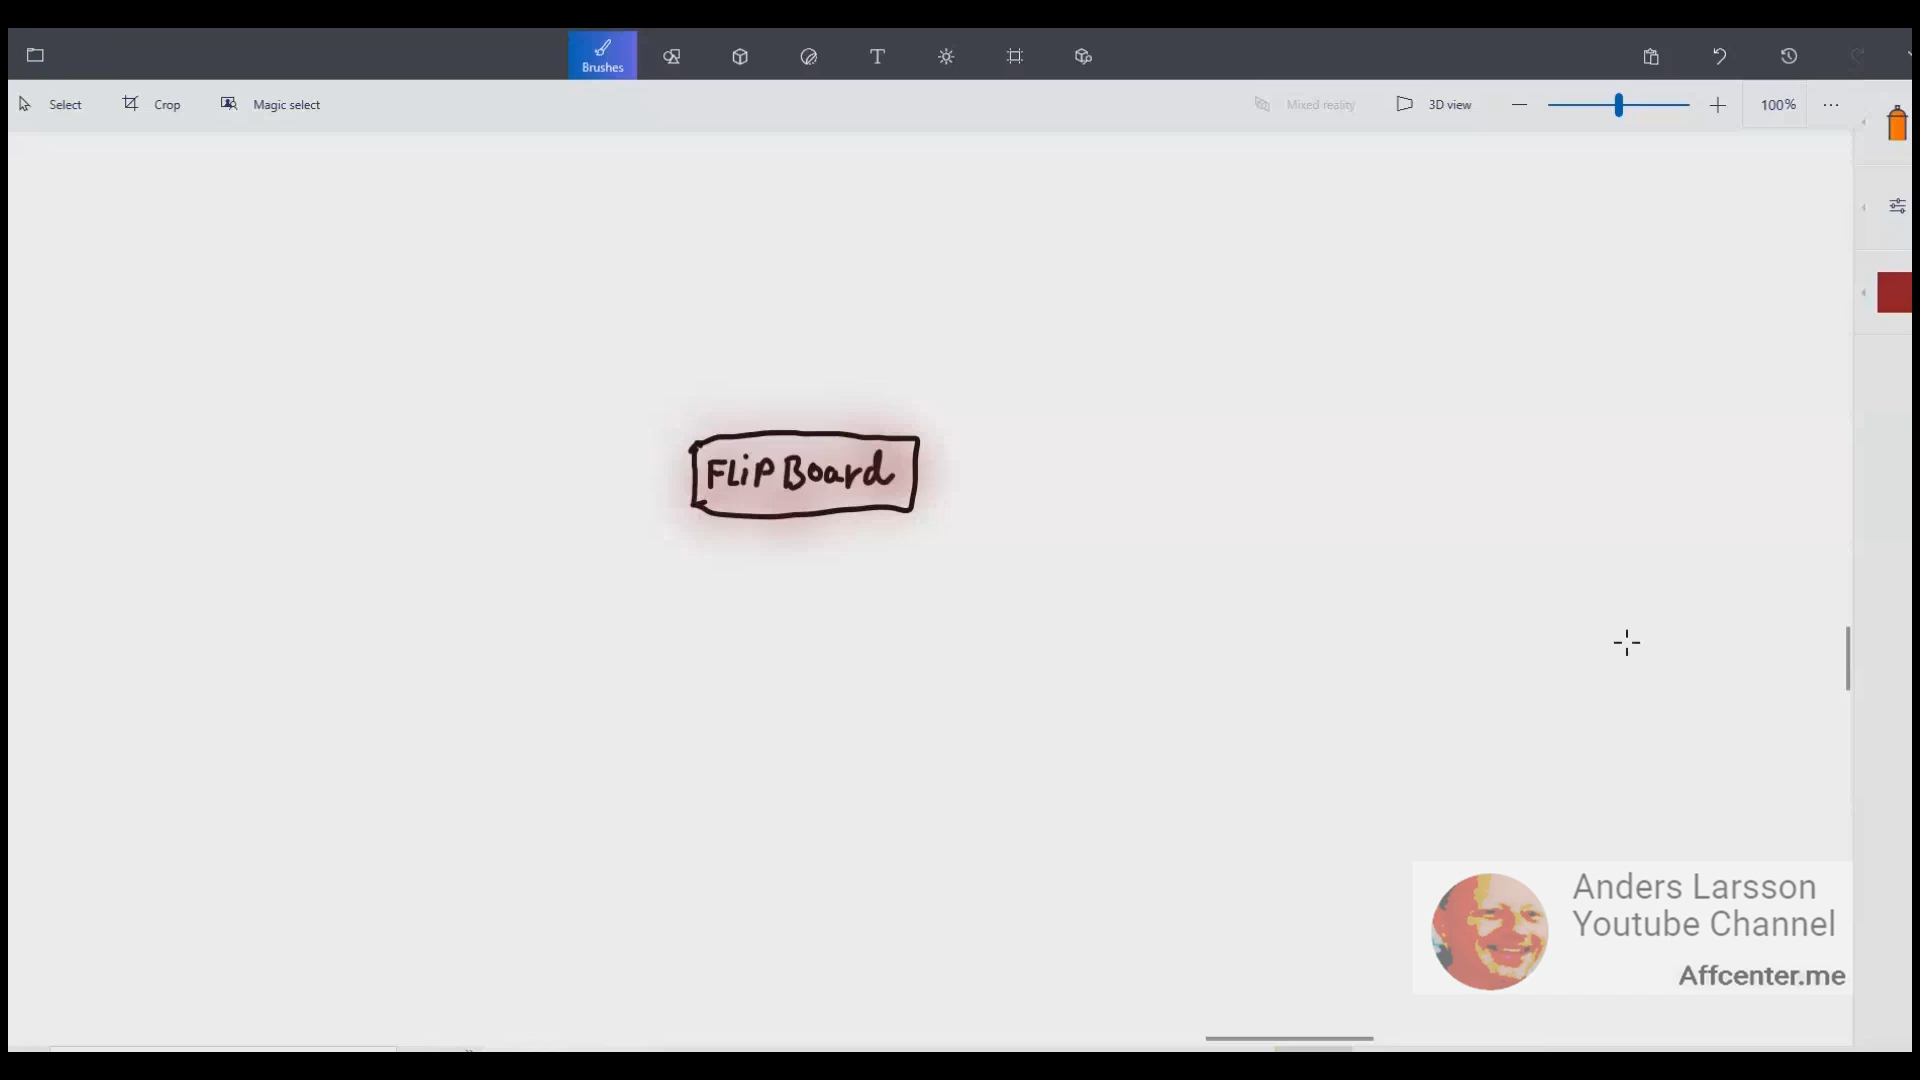 Brushes
Select Crop Magic select Mixed reality 3D view 100%
FLiP Board
Anders Larsson
Youtube Channel
Affcenter.me